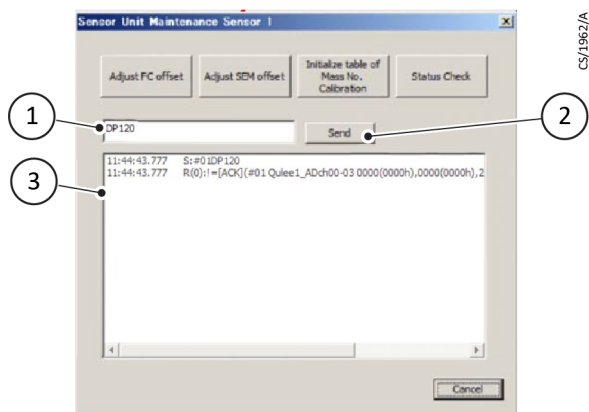 Sensor Unit Maintenance Sensor 1
Adjust FC offset
Adjust SEM offset
Initialize table of
Mass No.
Calibration
Status Check
CS/1962/A
1
DP120
Send
2
3
11:44:43.777 S:#01DP120
11:44:43.777 R(0):!=[ACK](#01 Qulee1_ADch00-03 0000(0000h),0000(0000h),2
Cancel